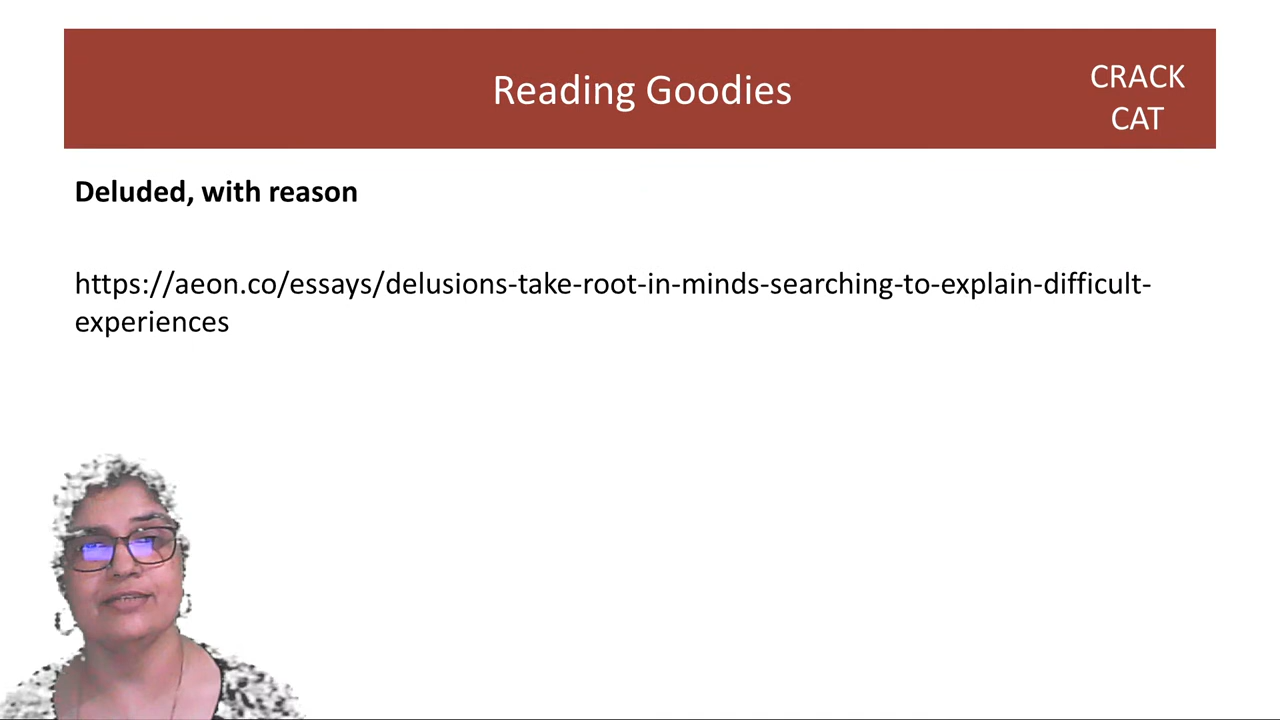 Reading Goodies
CRACK
CAT
Deluded, with reason
https://aeon.co/essays/delusions-take-root-in-minds-searching-to-explain-difficult-
experiences